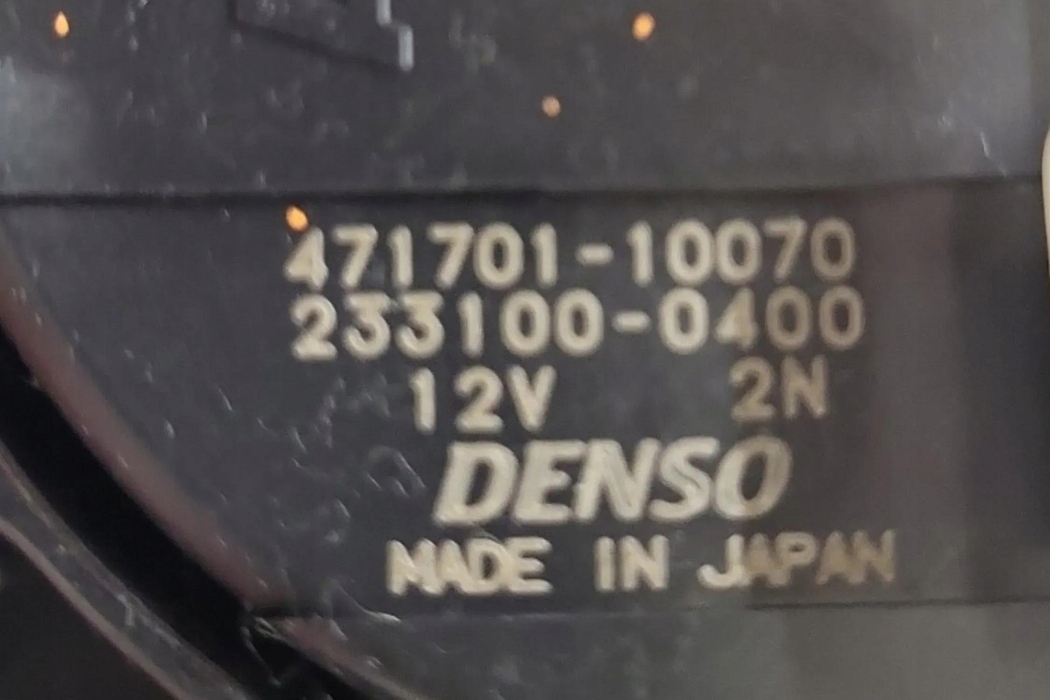 471701-10070
233100-0400
12V 2N
DENSO
MADE IN JAPAN